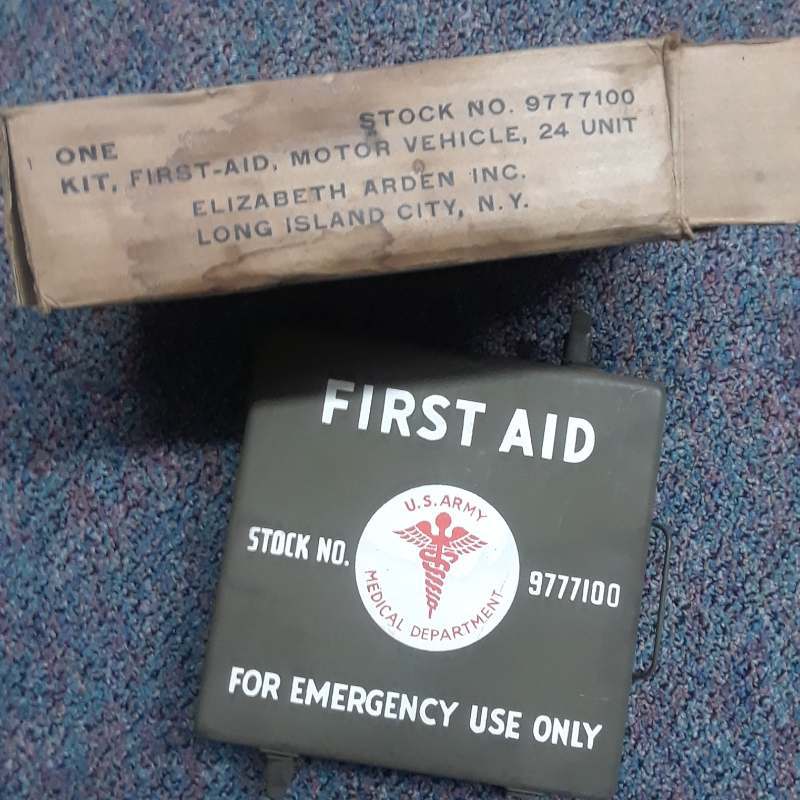 STOCK NO. 9777100
ONE
KIT, FIRST-AID, MOTOR VEHICLE, 24 UNIT
ELIZABETH ARDEN INC.
LONG ISLAND CITY, N.Y.
FIRST AID
U.S. ARMY
STOCK NO. 9777100
MEDICAL DEPARTMENT
FOR EMERGENCY USE ONLY